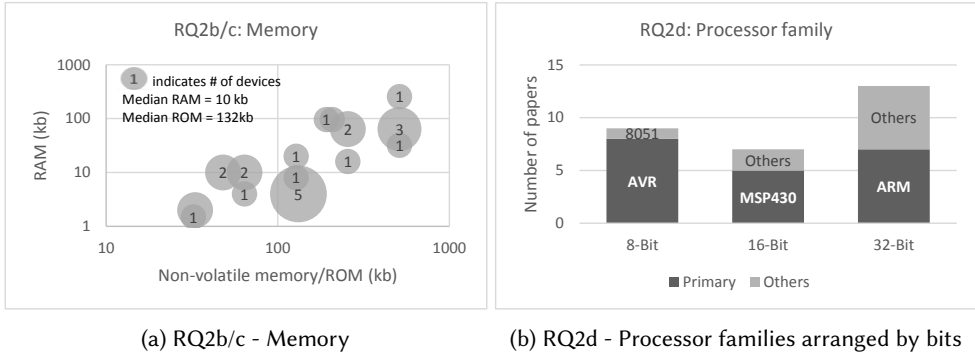 RQ2b/c: Memory
1000
100
10
1
RAM (kb)
1 indicates # of devices
Median RAM = 10 kb
Median ROM = 132kb
1
1
1
2
3
1
1
1
2
2
1
1
5
1
10
100
1000
Non-volatile memory/ROM (kb)
(a) RQ2b/c - Memory
RQ2d: Processor family
15
10
5
0
Number of papers
8051
AVR
Others
MSP430
Others
ARM
8-Bit
16-Bit
32-Bit
Primary
Others
(b) RQ2d - Processor families arranged by bits